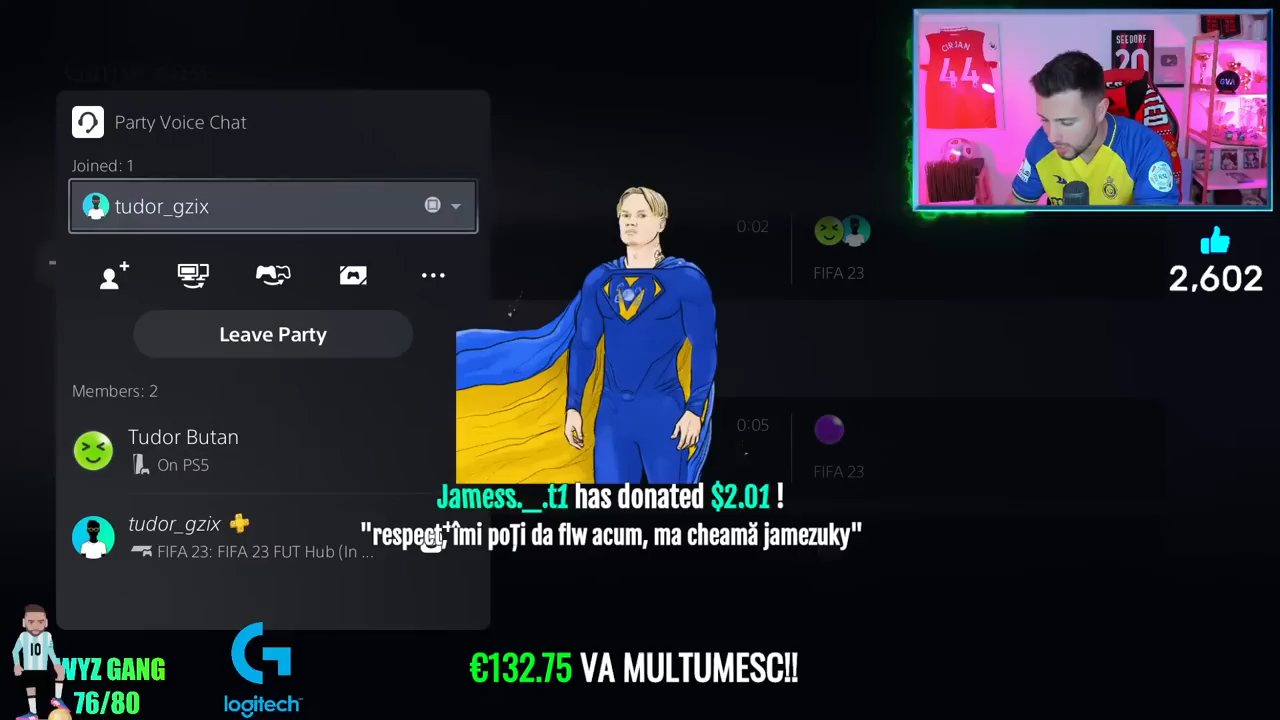 Party Voice Chat
Joined: 1
tudor_gzix
Leave Party
Members: 2
Tudor Butan
On PS5
tudor_gzix
FIFA 23: FIFA 23 FUT Hub (In ...
0:02
FIFA 23
0:05
FIFA 23
CIRJAN
44
SEEDORF
20
GVA
2,602
Jamess._.t1 has donated $2.01 !
"respect, îmi poți da flw acum, ma cheamă jamezuky"
10
WYZ GANG
76/80
G
logitech
€132.75 VA MULTUMESC!!